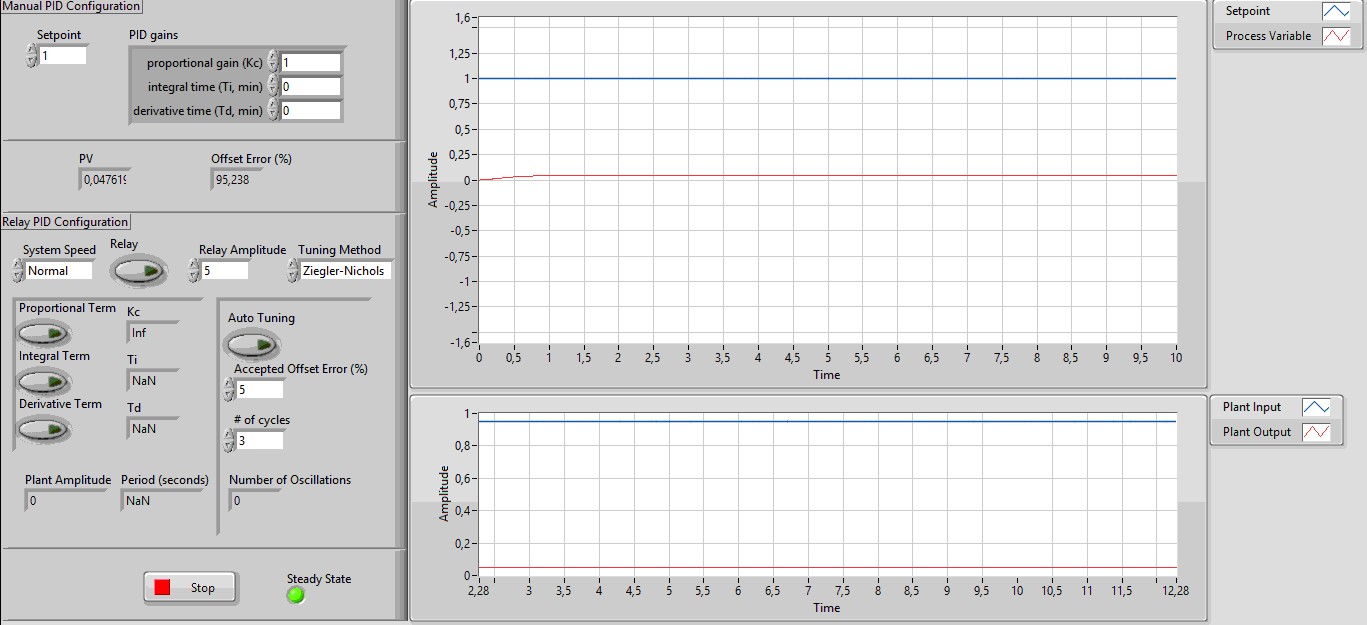 Manual PID Configuration
Setpoint
1
PID gains
proportional gain (Kc) 1
integral time (Ti, min) 0
derivative time (Td, min) 0
PV
0,047619
Offset Error (%)
95,238
Relay PID Configuration
System Speed
Normal
Relay
Relay Amplitude
5
Tuning Method
Ziegler-Nichols
Proportional Term
Kc
Inf
Integral Term
Ti
NaN
Derivative Term
Td
NaN
Auto Tuning
Accepted Offset Error (%)
5
# of cycles
3
Plant Amplitude
0
Period (seconds)
NaN
Number of Oscillations
0
Stop
Steady State
Amplitude
1,6
1,25
1
0,75
0,5
0,25
0
-0,25
-0,5
-0,75
-1
-1,25
-1,6
0 0,5 1 1,5 2 2,5 3 3,5 4 4,5 5 5,5 6 6,5 7 7,5 8 8,5 9 9,5 10
Time
Setpoint
Process Variable
Amplitude
1
0,8
0,6
0,4
0,2
0
2,28 3 3,5 4 4,5 5 5,5 6 6,5 7 7,5 8 8,5 9 9,5 10 10,5 11 11,5 12,28
Time
Plant Input
Plant Output